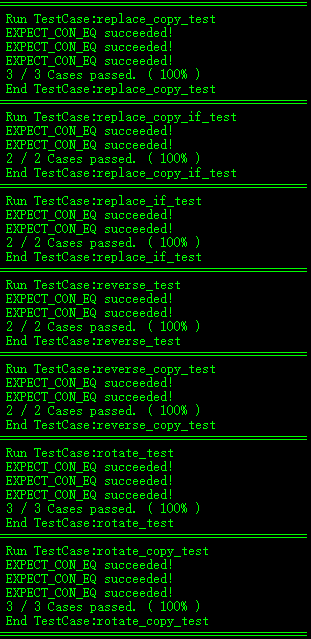 Run TestCase:replace_copy_test
EXPECT_CON_EQ succeeded!
EXPECT_CON_EQ succeeded!
EXPECT_CON_EQ succeeded!
3 / 3 Cases passed. ( 100% )
End TestCase:replace_copy_test
Run TestCase:replace_copy_if_test
EXPECT_CON_EQ succeeded!
EXPECT_CON_EQ succeeded!
2 / 2 Cases passed. ( 100% )
End TestCase:replace_copy_if_test
Run TestCase:replace_if_test
EXPECT_CON_EQ succeeded!
EXPECT_CON_EQ succeeded!
2 / 2 Cases passed. ( 100% )
End TestCase:replace_if_test
Run TestCase:reverse_test
EXPECT_CON_EQ succeeded!
EXPECT_CON_EQ succeeded!
2 / 2 Cases passed. ( 100% )
End TestCase:reverse_test
Run TestCase:reverse_copy_test
EXPECT_CON_EQ succeeded!
EXPECT_CON_EQ succeeded!
2 / 2 Cases passed. ( 100% )
End TestCase:reverse_copy_test
Run TestCase:rotate_test
EXPECT_CON_EQ succeeded!
EXPECT_CON_EQ succeeded!
EXPECT_CON_EQ succeeded!
3 / 3 Cases passed. ( 100% )
End TestCase:rotate_test
Run TestCase:rotate_copy_test
EXPECT_CON_EQ succeeded!
EXPECT_CON_EQ succeeded!
EXPECT_CON_EQ succeeded!
3 / 3 Cases passed. ( 100% )
End TestCase:rotate_copy_test